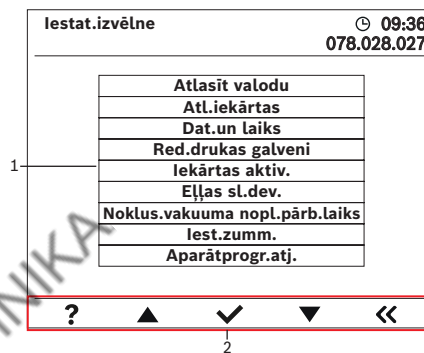 Iestat.izvēlne
09:36
078.028.027
Atlasīt valodu
Atl.iekārtas
Dat.un laiks
Red.drukas galveni
Iekārtas aktiv.
Eļļas sl.dev.
Noklus.vakuuma nopl.pārb.laiks
Iest.zumm.
Aparātprogr.atj.
1
?
2